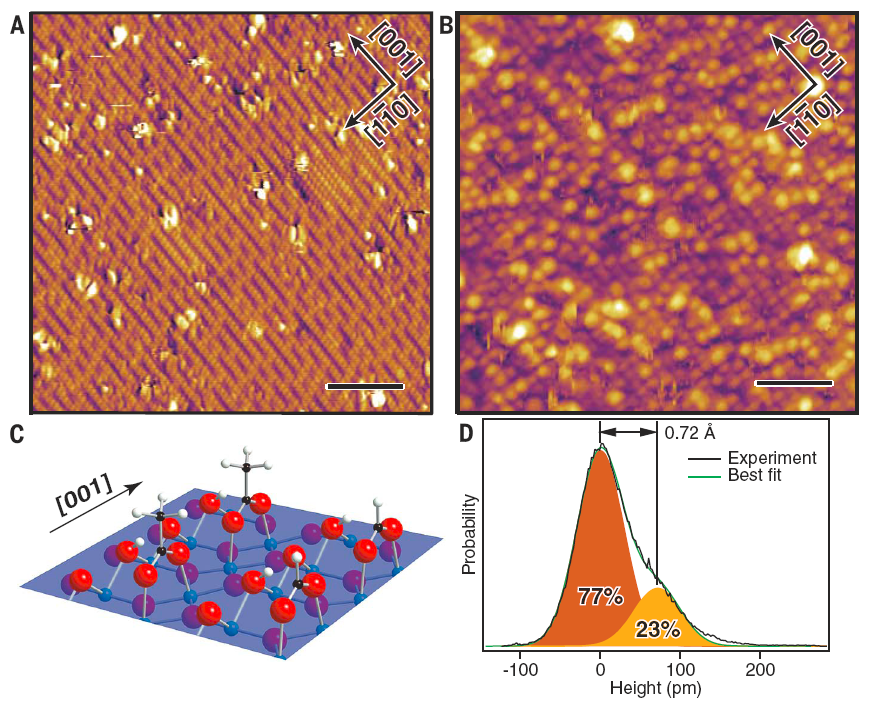 A
[001]
[1̅10]
B
[001]
[1̅10]
C
[001]
D
0.72 Å
Experiment
Best fit
Probability
77%
23%
-100 0 100 200
Height (pm)